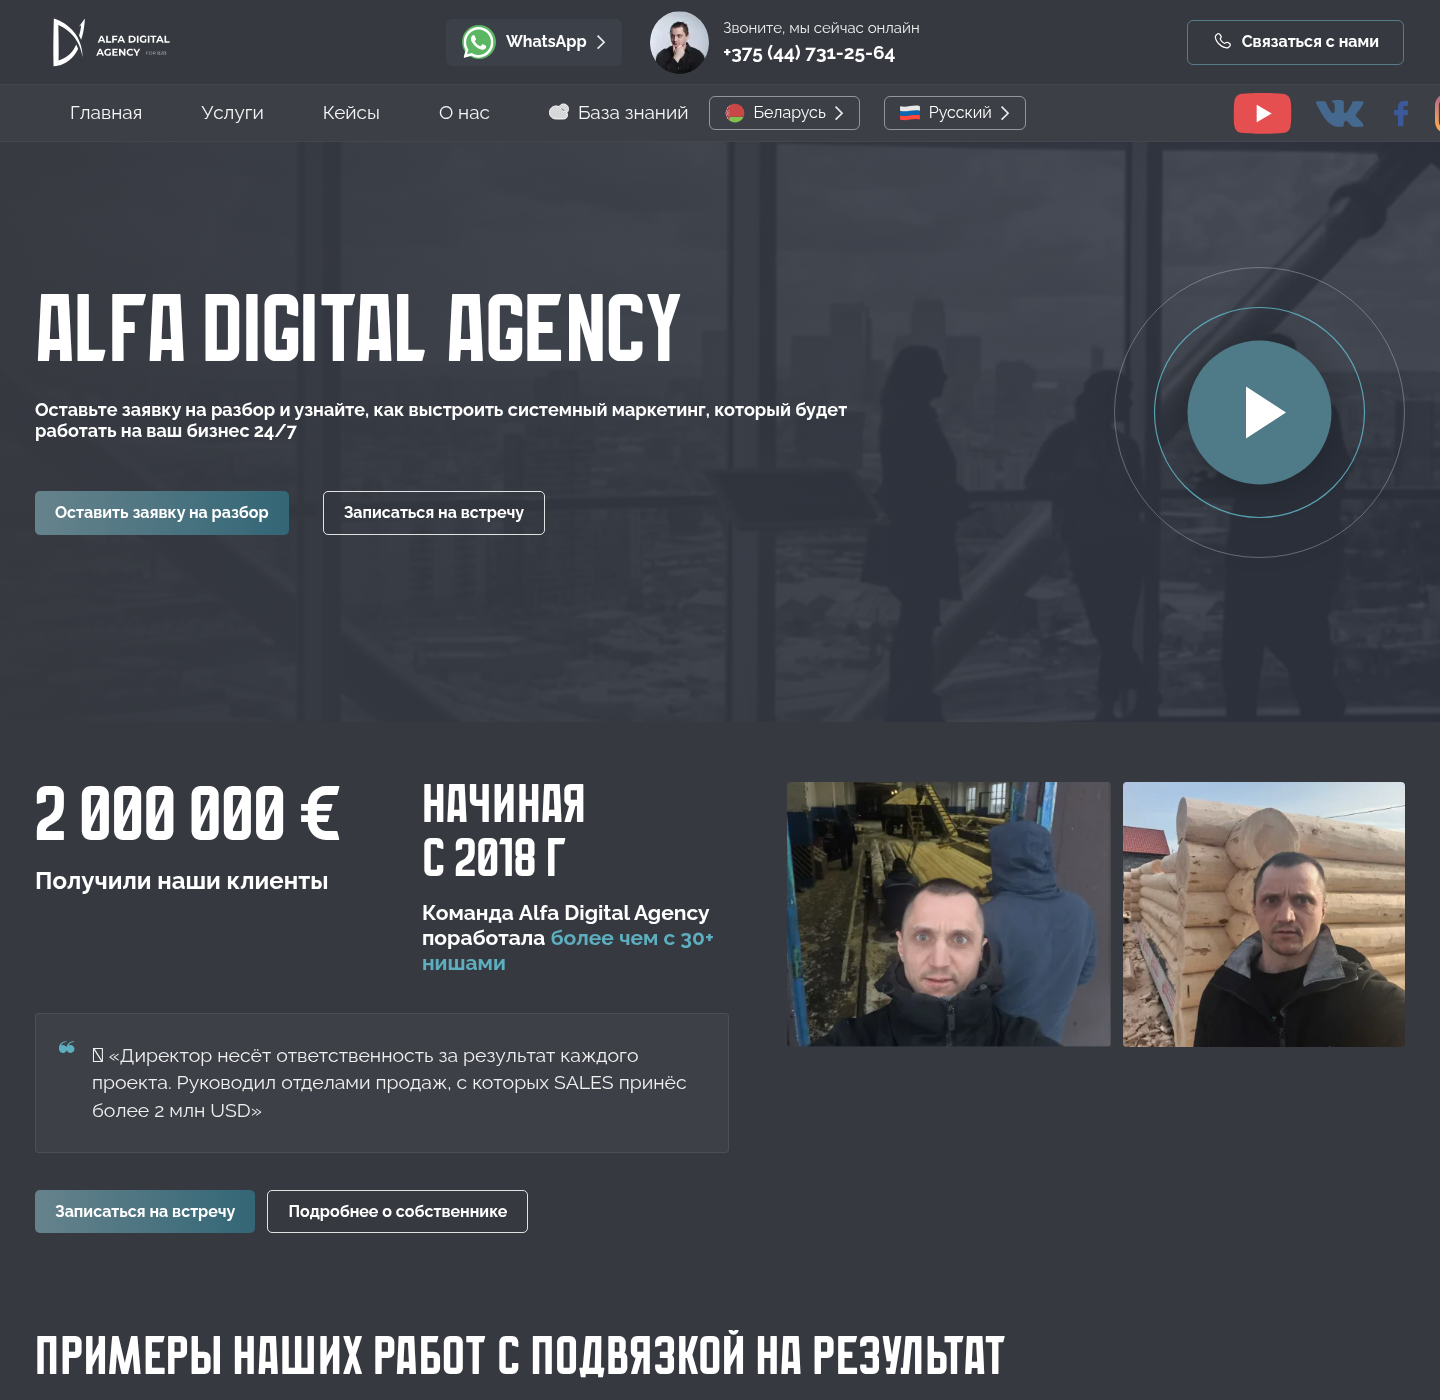 ALFA DIGITAL
AGENCY FOR B2B
WhatsApp
Звоните, мы сейчас онлайн
+375 (44) 731-25-64
Связаться с нами
Главная
Услуги
Кейсы
О нас
База знаний
Беларусь
Русский
ALFA DIGITAL AGENCY
Оставьте заявку на разбор и узнайте, как выстроить системный маркетинг, который будет
работать на ваш бизнес 24/7
Оставить заявку на разбор
Записаться на встречу
2 000 000 €
Получили наши клиенты
НАЧИНАЯ
С 2018 Г
Команда Alfa Digital Agency
поработала более чем с 30+
нишами
«Директор несёт ответственность за результат каждого
проекта. Руководил отделами продаж, с которых SALES принёс
более 2 млн USD»
Записаться на встречу
Подробнее о собственнике
ПРИМЕРЫ НАШИХ РАБОТ С ПОДВЯЗКОЙ НА РЕЗУЛЬТАТ